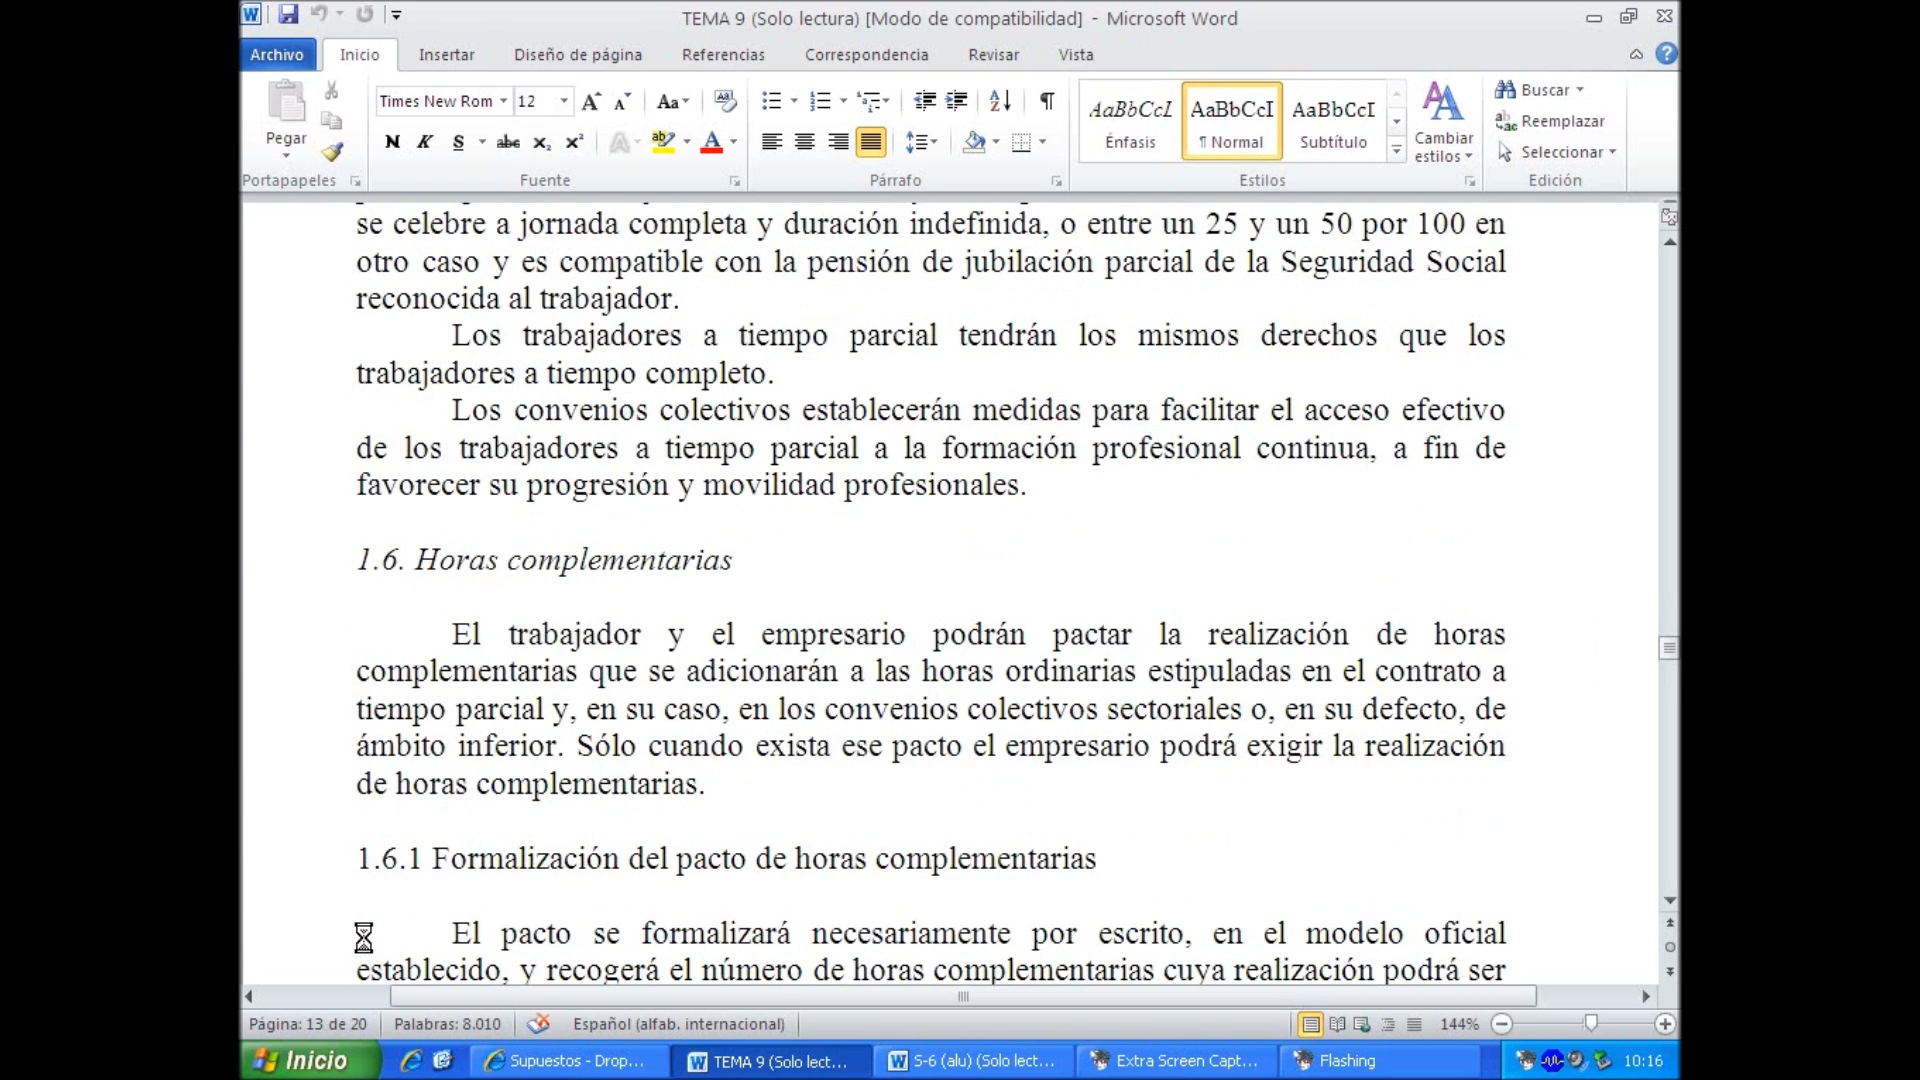 TEMA 9 (Solo lectura) [Modo de compatibilidad] - Microsoft Word
Archivo Inicio Insertar Diseño de página Referencias Correspondencia Revisar Vista
Times New Rom 12 Aa
AaBbCcI AaBbCcI AaBbCcI
Buscar
Reemplazar
Seleccionar
Pegar
N K S abc x₂ x²
Énfasis ¶ Normal Subtítulo
Cambiar estilos
Portapapeles Fuente Párrafo Estilos Edición
se celebre a jornada completa y duración indefinida, o entre un 25 y un 50 por 100 en
otro caso y es compatible con la pensión de jubilación parcial de la Seguridad Social
reconocida al trabajador.
Los trabajadores a tiempo parcial tendrán los mismos derechos que los
trabajadores a tiempo completo.
Los convenios colectivos establecerán medidas para facilitar el acceso efectivo
de los trabajadores a tiempo parcial a la formación profesional continua, a fin de
favorecer su progresión y movilidad profesionales.
1.6. Horas complementarias
El trabajador y el empresario podrán pactar la realización de horas
complementarias que se adicionarán a las horas ordinarias estipuladas en el contrato a
tiempo parcial y, en su caso, en los convenios colectivos sectoriales o, en su defecto, de
ámbito inferior. Sólo cuando exista ese pacto el empresario podrá exigir la realización
de horas complementarias.
1.6.1 Formalización del pacto de horas complementarias
El pacto se formalizará necesariamente por escrito, en el modelo oficial
establecido, y recogerá el número de horas complementarias cuya realización podrá ser
Página: 13 de 20 Palabras: 8.010 Español (alfab. internacional) 144%
Inicio Supuestos - Drop... TEMA 9 (Solo lect... S-6 (alu) (Solo lect... Extra Screen Capt... Flashing 10:16